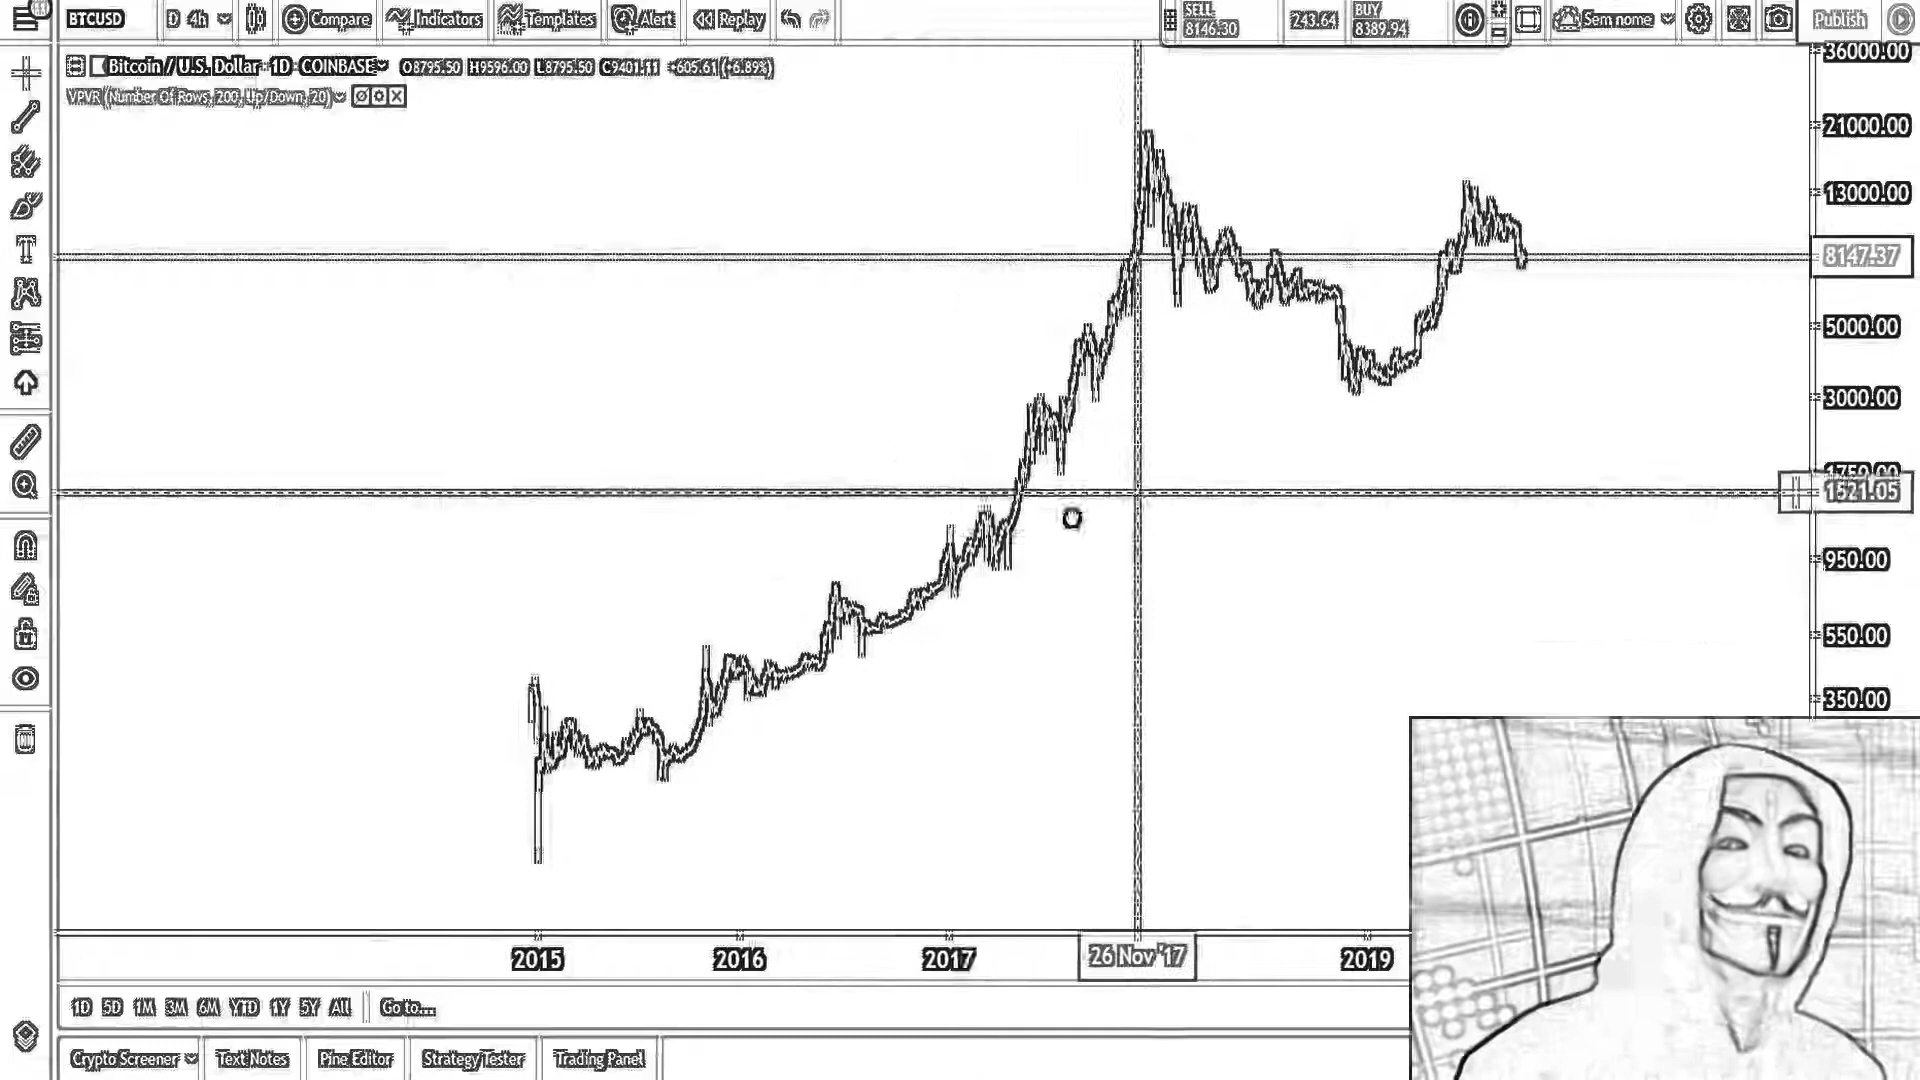 BTCUSD D 4h Compare Indicators Templates Alert Replay SELL 8146.30 243.64 BUY 8389.94 Sem nome Publish
Bitcoin / U.S. Dollar 1D COINBASE O8795.50 H9596.00 L8795.50 C9401.11 +605.61 (+6.89%)
VPVR (Number Of Rows, 200, Up/Down, 20)
36000.00
21000.00
13000.00
8147.37
5000.00
3000.00
1750.00
1521.05
950.00
550.00
350.00
2015 2016 2017 26 Nov '17 2019
1D 5D 1M 3M 6M YTD 1Y 5Y All Go to...
Crypto Screener Text Notes Pine Editor Strategy Tester Trading Panel